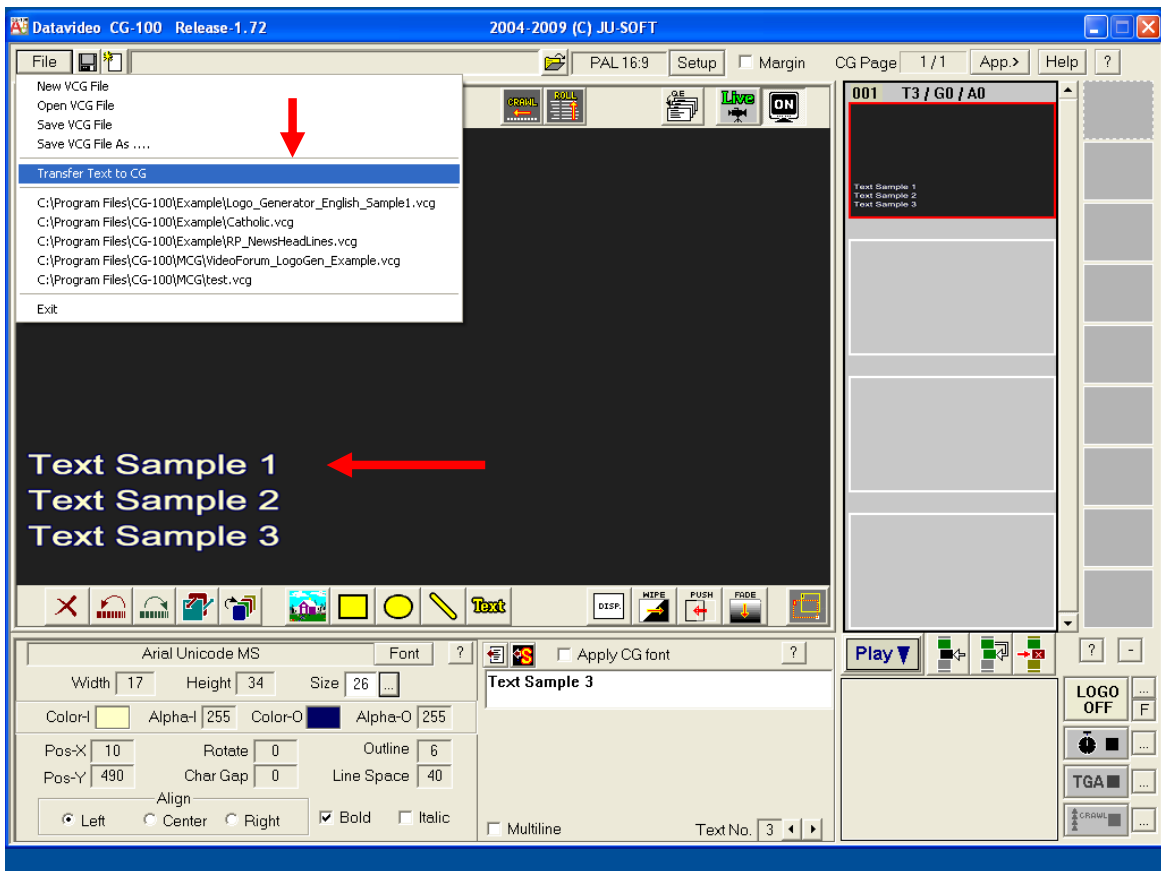 Datavideo CG-100 Release-1.72 2004-2009 (C) JU-SOFT
File PAL 16:9 Setup Margin CG Page 1/1 App.> Help ?
New VCG File
Open VCG File
Save VCG File
Save VCG File As ....
Transfer Text to CG
C:\Program Files\CG-100\Example\Logo_Generator_English_Sample1.vcg
C:\Program Files\CG-100\Example\Catholic.vcg
C:\Program Files\CG-100\Example\RP_NewsHeadLines.vcg
C:\Program Files\CG-100\MCG\VideoForum_LogoGen_Example.vcg
C:\Program Files\CG-100\MCG\test.vcg
Exit
CRAWL ROLL Q.E Live ON
001 T3 / G0 / A0
Text Sample 1
Text Sample 2
Text Sample 3
Text Sample 1
Text Sample 2
Text Sample 3
Text DISP. WIPE PUSH FADE
Arial Unicode MS Font ?
Width 17 Height 34 Size 26 ...
Color-I Alpha-I 255 Color-O Alpha-O 255
Pos-X 10 Rotate 0 Outline 6
Pos-Y 490 Char Gap 0 Line Space 40
Align
Left Center Right Bold Italic
S Apply CG font ?
Text Sample 3
Multiline Text No. 3
Play ? -
LOGO OFF ... F
...
TGA ...
CRAWL ...